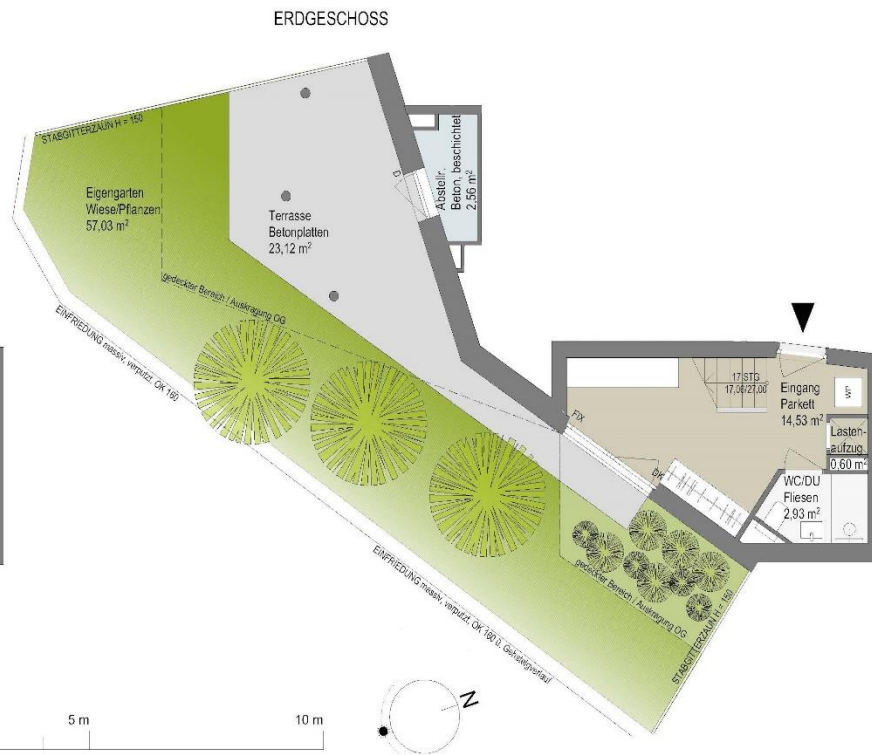 ERDGESCHOSS
STABGITTERZAUN H = 150
Eigengarten
Wiese/Pflanzen
57,03 m²
Terrasse
Betonplatten
23,12 m²
D
Abstellr.
Beton, beschichtet
2,56 m²
gedeckter Bereich / Auskragung OG
EINFRIEDUNG massiv, verputzt, OK 160
17 STG
17,06/27,00
Eingang
Parkett
14,53 m²
WP
Lasten-
aufzug
0,60 m²
FIX
DK
WC/DU
Fliesen
2,93 m²
gedeckter Bereich / Auskragung OG
STABGITTERZAUN H = 150
EINFRIEDUNG massiv, verputzt, OK 160 ü. Gehsteigverlauf
N
5 m
10 m